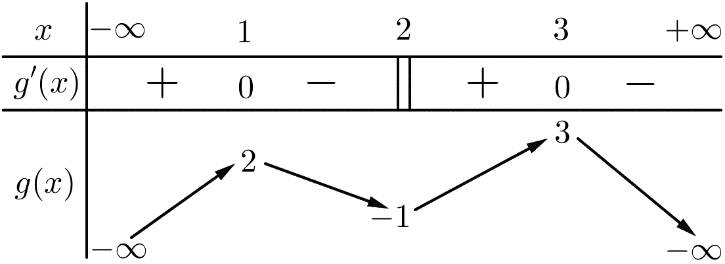 x −∞ 1 2 3 +∞
g′(x) + 0 − || + 0 −
2 3
g(x) −1
−∞ −∞